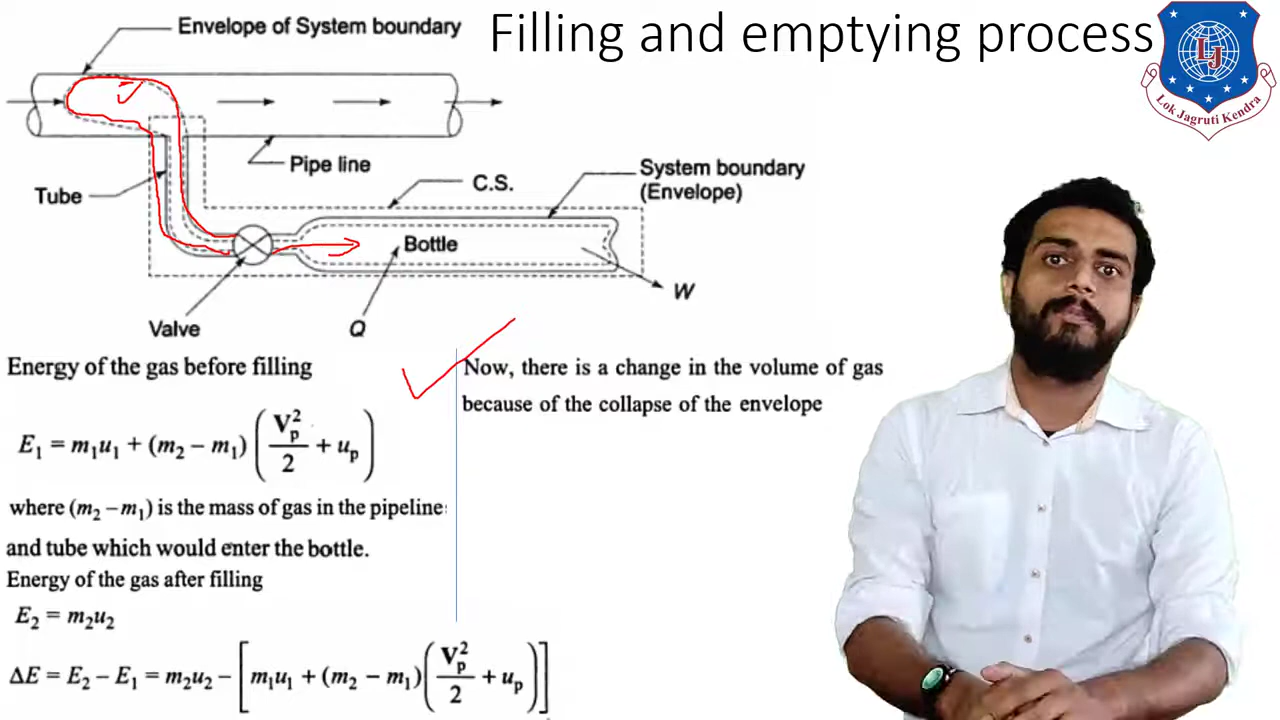 Filling and emptying process
LJ
Lok Jagruti Kendra
Envelope of System boundary
Pipe line
Tube
C.S.
System boundary
(Envelope)
Bottle
W
Valve
Q
Energy of the gas before filling
E₁ = m₁u₁ + (m₂ − m₁) (V²ₚ/2 + uₚ)
where (m₂ − m₁) is the mass of gas in the pipeline
and tube which would enter the bottle.
Energy of the gas after filling
E₂ = m₂u₂
ΔE = E₂ − E₁ = m₂u₂ − [m₁u₁ + (m₂ − m₁)(V²ₚ/2 + uₚ)]
Now, there is a change in the volume of gas
because of the collapse of the envelope